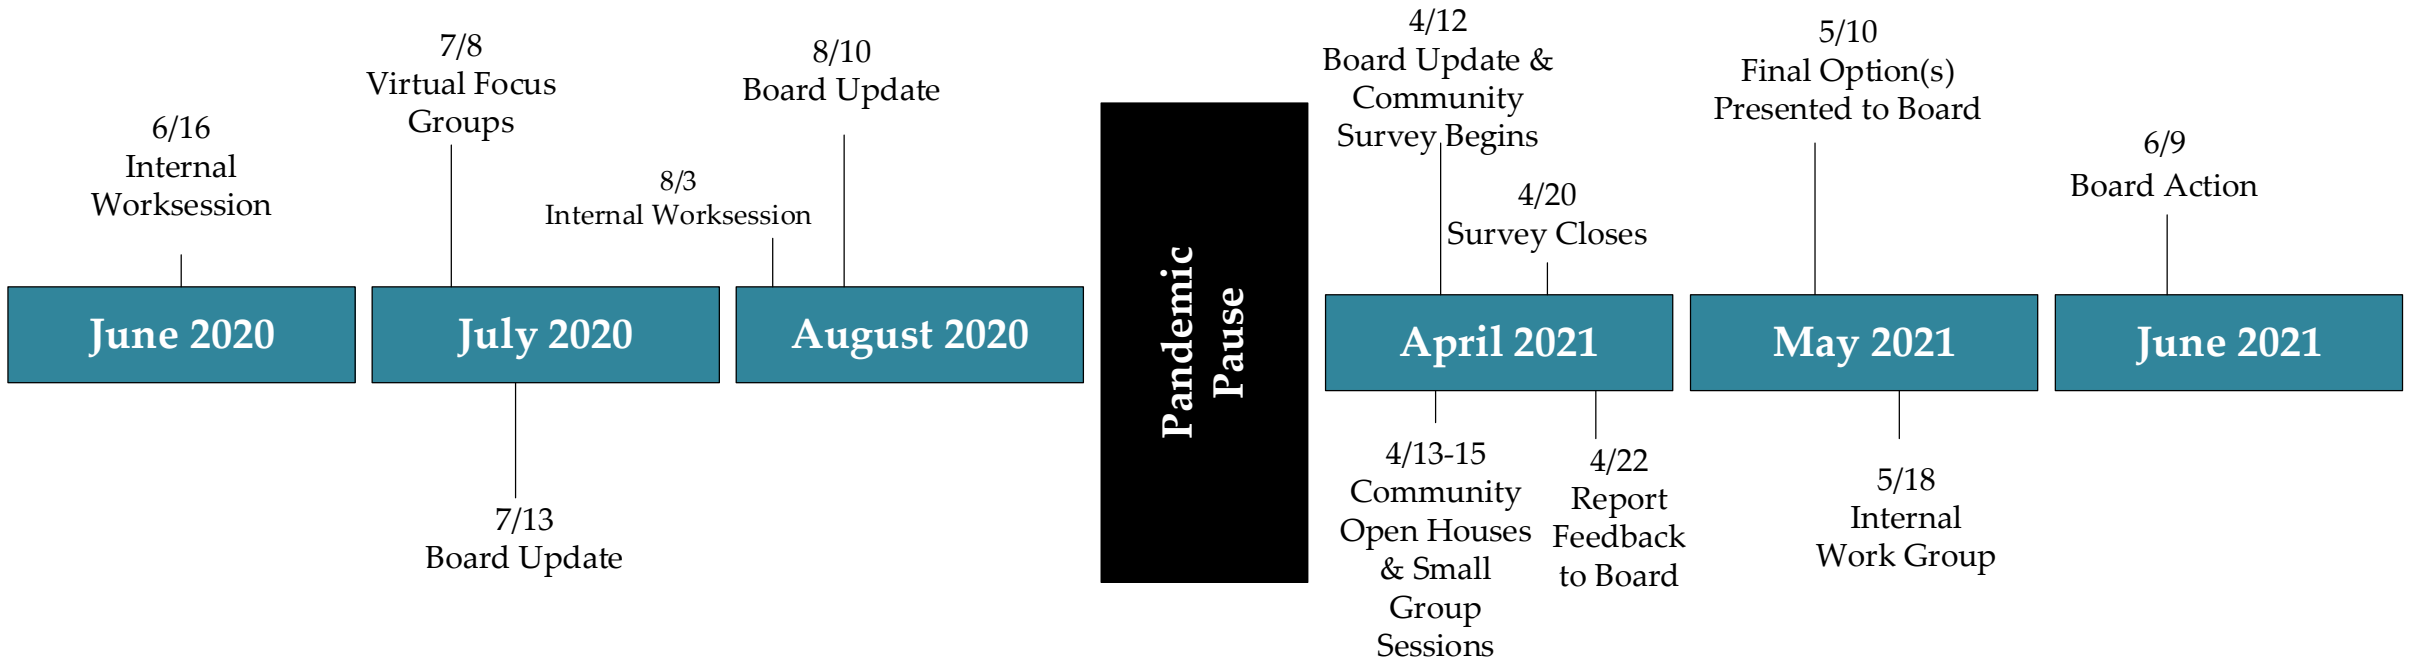 6/16
Internal
Worksession
7/8
Virtual Focus
Groups
8/3
Internal Worksession
8/10
Board Update
4/12
Board Update &
Community
Survey Begins
4/20
Survey Closes
5/10
Final Option(s)
Presented to Board
6/9
Board Action
June 2020
July 2020
August 2020
Pandemic
Pause
April 2021
May 2021
June 2021
7/13
Board Update
4/13-15
Community
Open Houses
& Small
Group
Sessions
4/22
Report
Feedback
to Board
5/18
Internal
Work Group